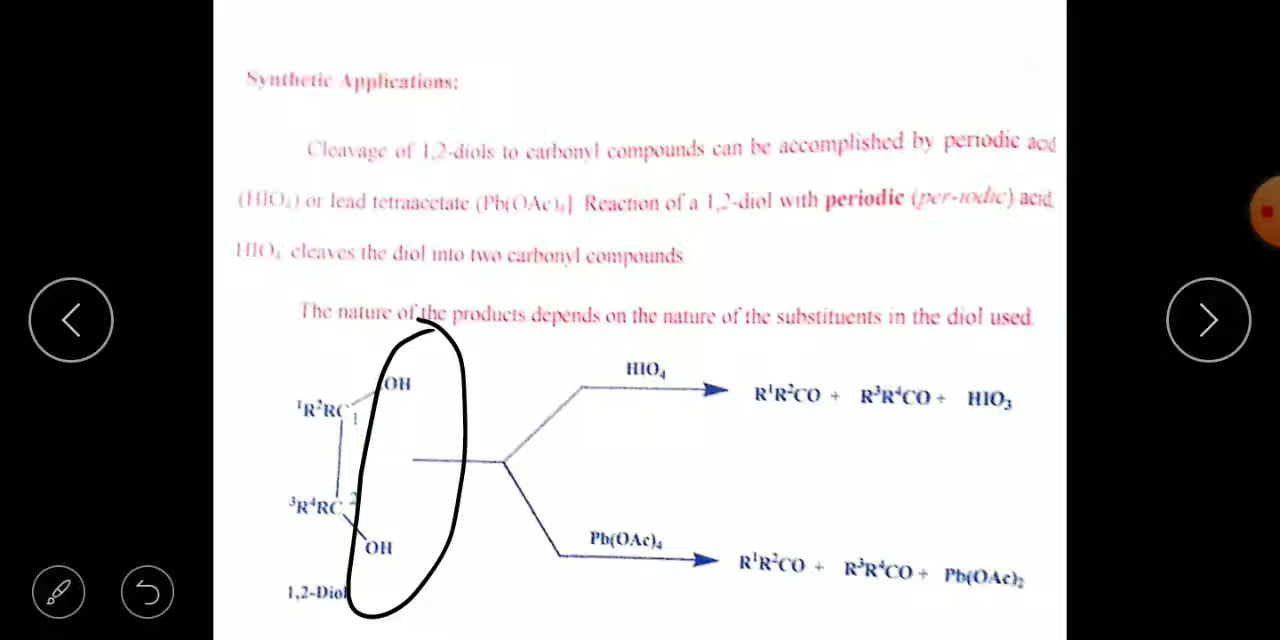 Synthetic Applications:
Cleavage of 1,2-diols to carbonyl compounds can be accomplished by periodic acid
(HIO₄) or lead tetraacetate (Pb(OAc)₄]. Reaction of a 1,2-diol with periodic (per-iodic) acid,
HIO₄ cleaves the diol into two carbonyl compounds
The nature of the products depends on the nature of the substituents in the diol used.
OH
¹R²RC 1
³R⁴RC 2
OH
1,2-Diol
HIO₄
R¹R²CO + R³R⁴CO + HIO₃
Pb(OAc)₄
R¹R²CO + R³R⁴CO + Pb(OAc)₂